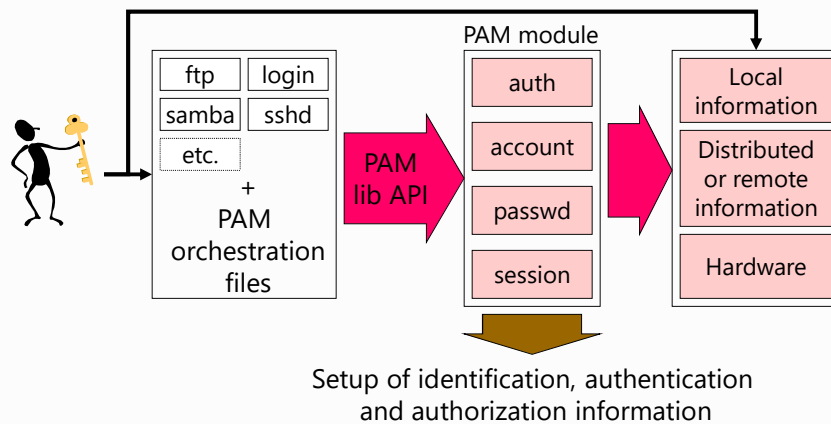 PAM module
ftp
login
samba
sshd
etc.
+
PAM
orchestration
files
PAM
lib API
auth
account
passwd
session
Local
information
Distributed
or remote
information
Hardware
Setup of identification, authentication
and authorization information